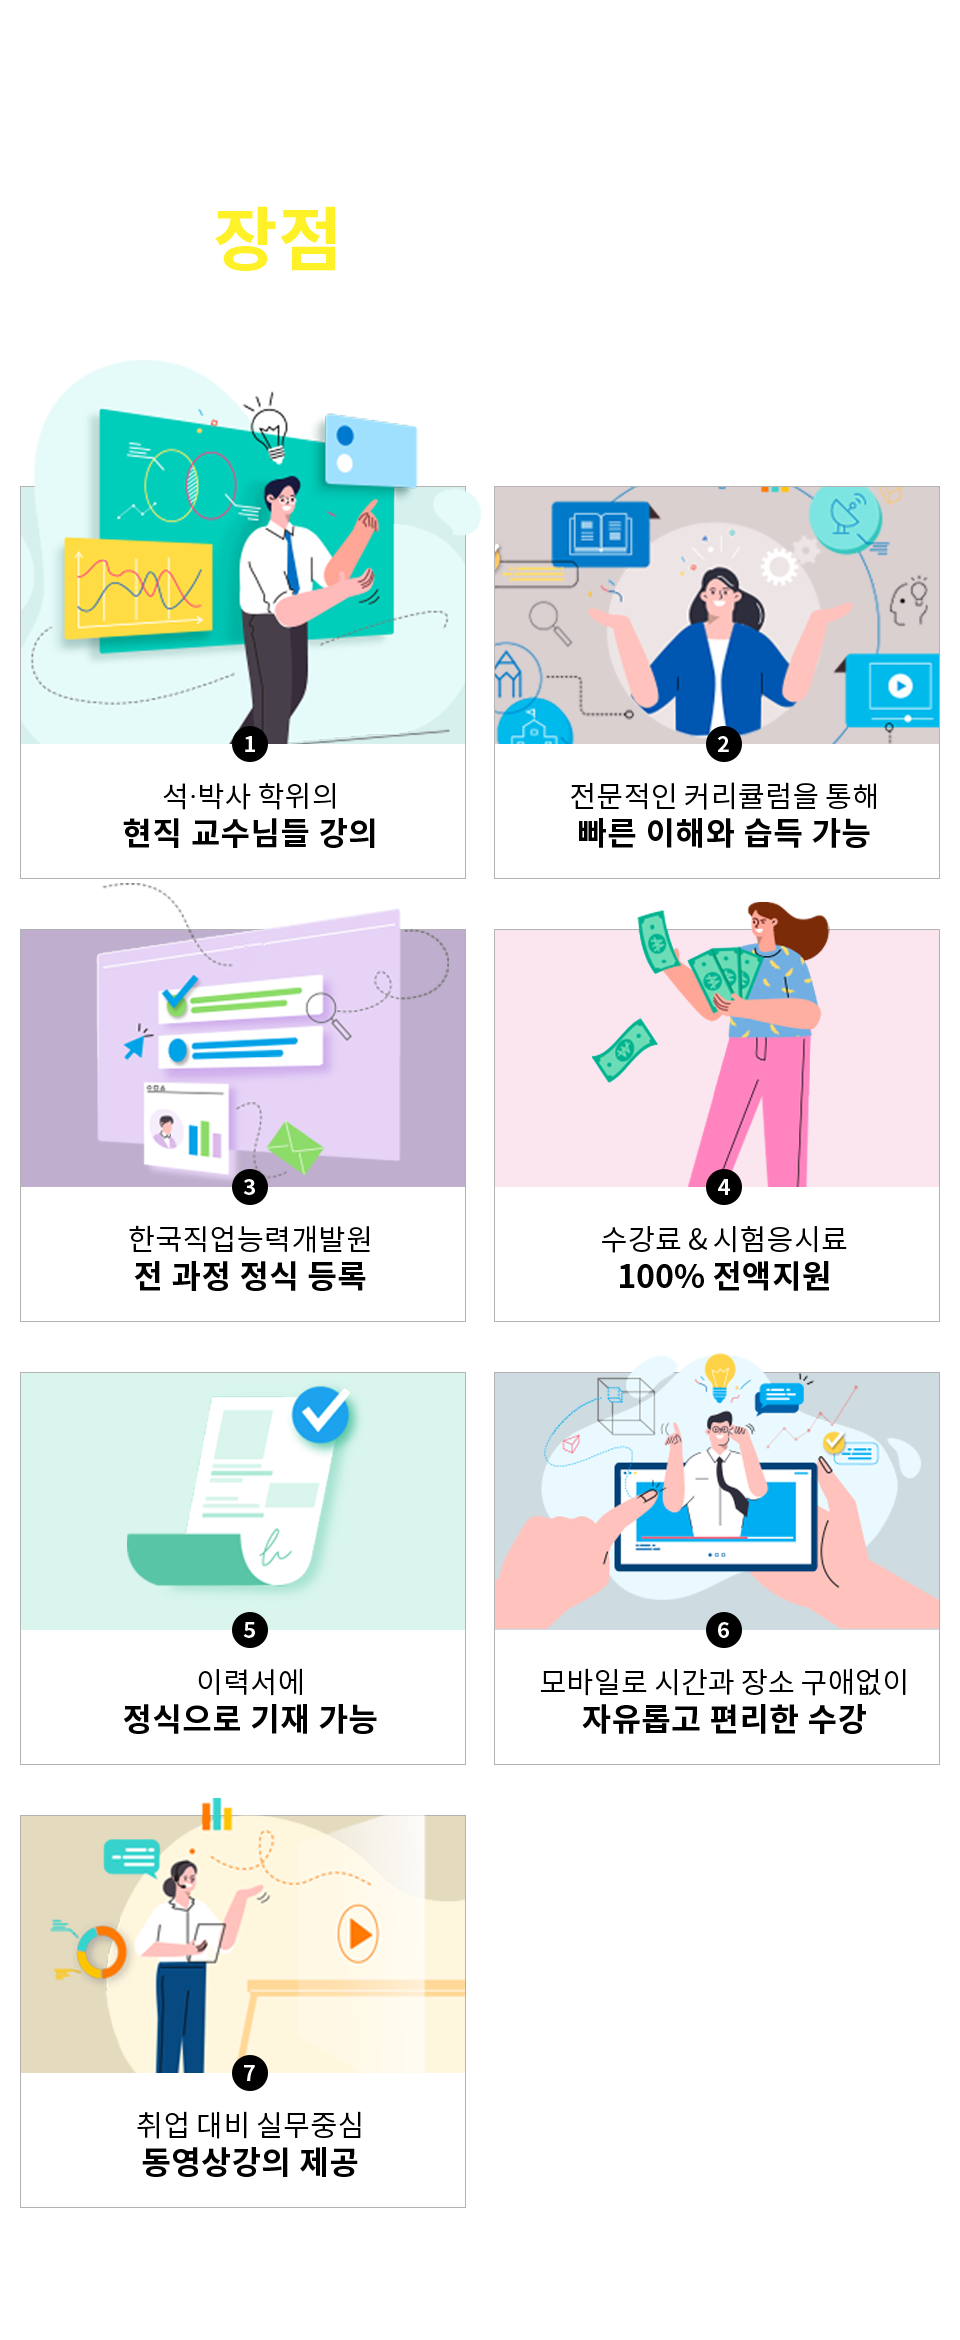 장점
1
석·박사 학위의
현직 교수님들 강의
2
전문적인 커리큘럼을 통해
빠른 이해와 습득 가능
3
한국직업능력개발원
전 과정 정식 등록
4
수강료 & 시험응시료
100% 전액지원
5
이력서에
정식으로 기재 가능
6
모바일로 시간과 장소 구애없이
자유롭고 편리한 수강
7
취업 대비 실무중심
동영상강의 제공